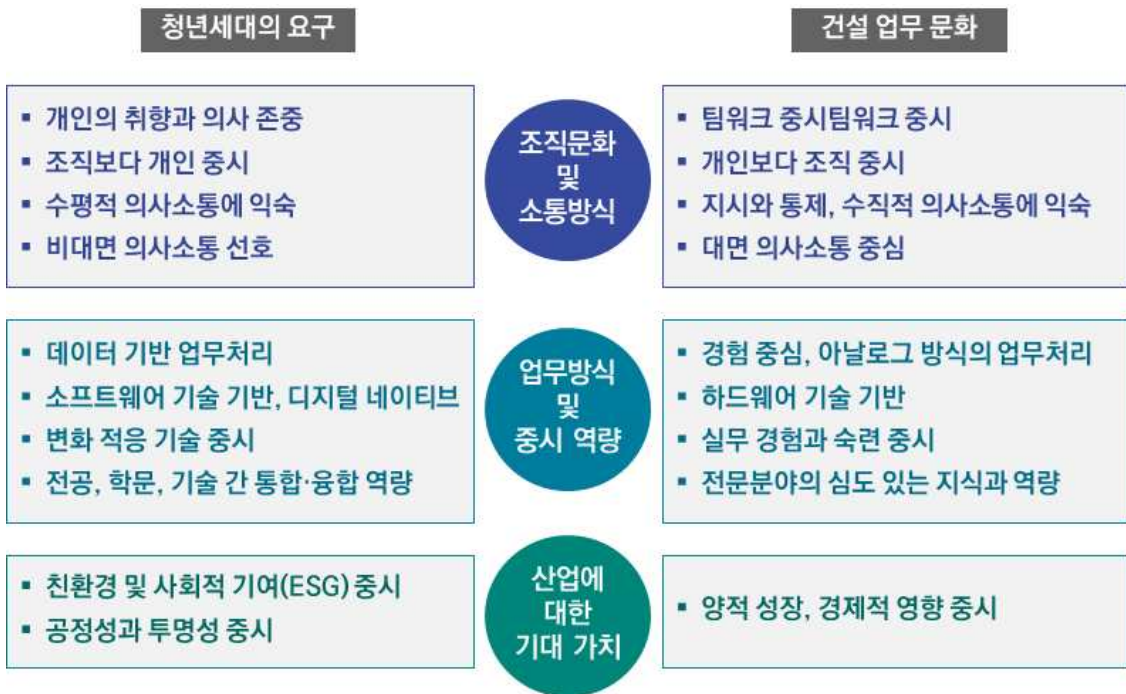 청년세대의 요구
건설 업무 문화
▪ 개인의 취향과 의사 존중
▪ 조직보다 개인 중시
▪ 수평적 의사소통에 익숙
▪ 비대면 의사소통 선호
조직문화
및
소통방식
▪ 팀워크 중시팀워크 중시
▪ 개인보다 조직 중시
▪ 지시와 통제, 수직적 의사소통에 익숙
▪ 대면 의사소통 중심
▪ 데이터 기반 업무처리
▪ 소프트웨어 기술 기반, 디지털 네이티브
▪ 변화 적응 기술 중시
▪ 전공, 학문, 기술 간 통합·융합 역량
업무방식
및
중시 역량
▪ 경험 중심, 아날로그 방식의 업무처리
▪ 하드웨어 기술 기반
▪ 실무 경험과 숙련 중시
▪ 전문분야의 심도 있는 지식과 역량
▪ 친환경 및 사회적 기여(ESG) 중시
▪ 공정성과 투명성 중시
산업에
대한
기대 가치
▪ 양적 성장, 경제적 영향 중시